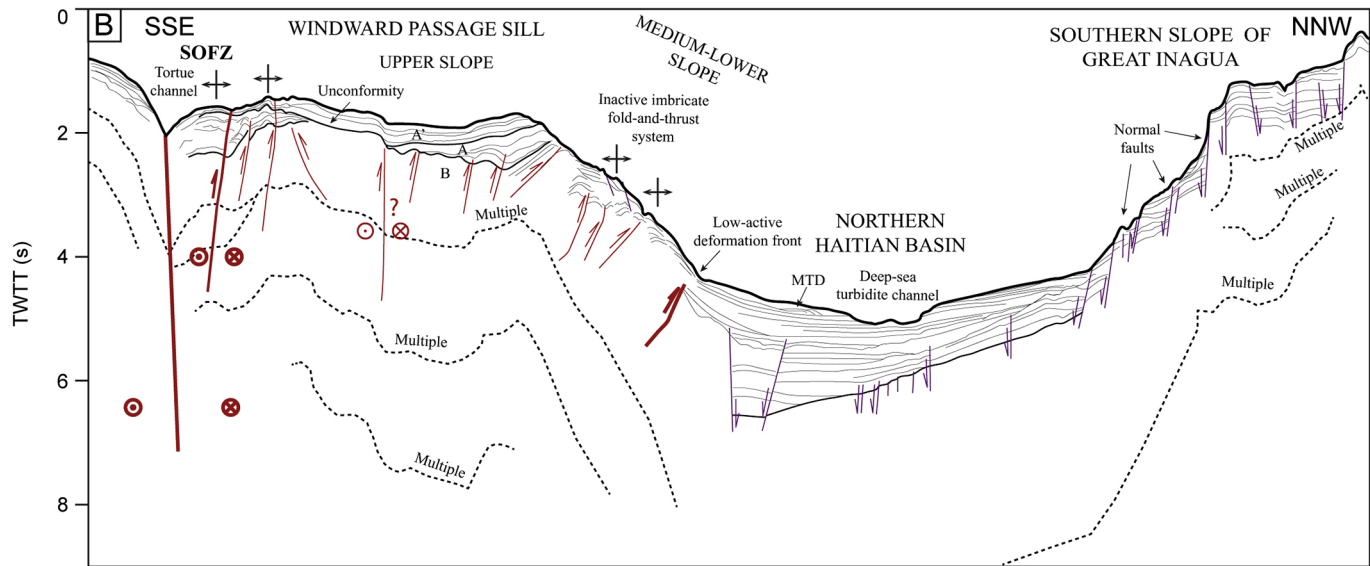 B
SSE
NNW
WINDWARD PASSAGE SILL
SOFZ
UPPER SLOPE
MEDIUM-LOWER
SLOPE
SOUTHERN SLOPE OF
GREAT INAGUA
Tortue
channel
Unconformity
Inactive imbricate
fold-and-thrust
system
Normal
faults
A'
A
B
?
Multiple
Multiple
Multiple
Multiple
Multiple
Multiple
Low-active
deformation front
NORTHERN
HAITIAN BASIN
MTD
Deep-sea
turbidite channel
TWTT (s)
0
2
4
6
8